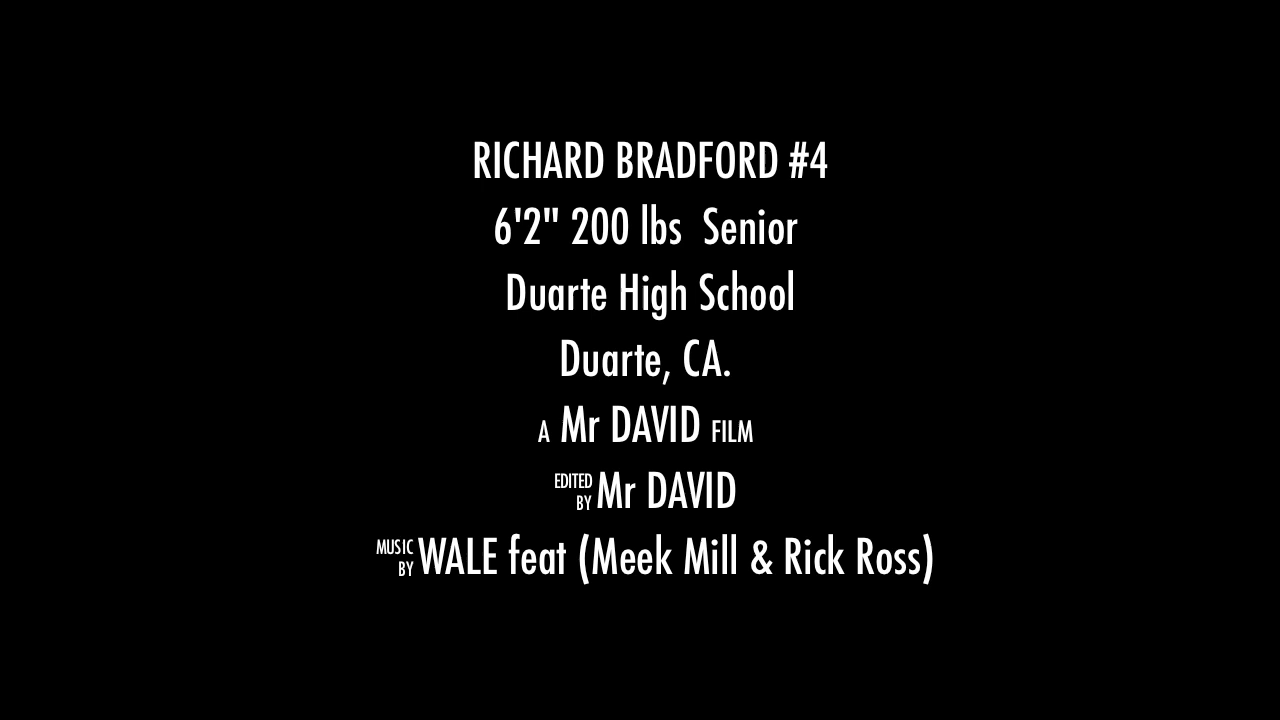 RICHARD BRADFORD #4
6'2" 200 lbs  Senior
Duarte High School
Duarte, CA.
A Mr DAVID FILM
EDITED BY Mr DAVID
MUSIC BY WALE feat (Meek Mill & Rick Ross)